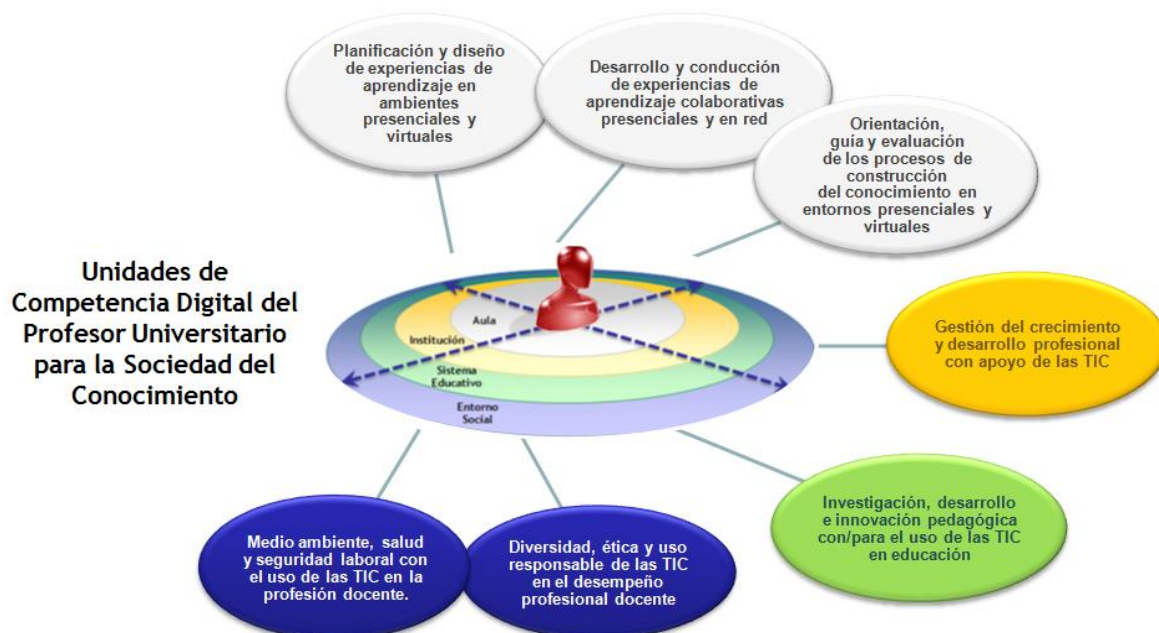 Planificación y diseño
de experiencias de
aprendizaje en
ambientes
presenciales y
virtuales
Desarrollo y conducción
de experiencias de
aprendizaje colaborativas
presenciales y en red
Orientación,
guía y evaluación
de los procesos de
construcción
del conocimiento en
entornos presenciales y
virtuales
Unidades de
Competencia Digital del
Profesor Universitario
para la Sociedad del
Conocimiento
Aula
Institución
Sistema
Educativo
Entorno
Social
Gestión del crecimiento
y desarrollo profesional
con apoyo de las TIC
Investigación, desarrollo
e innovación pedagógica
con/para el uso de las TIC
en educación
Medio ambiente, salud
y seguridad laboral con
el uso de las TIC en la
profesión docente.
Diversidad, ética y uso
responsable de las TIC
en el desempeño
profesional docente